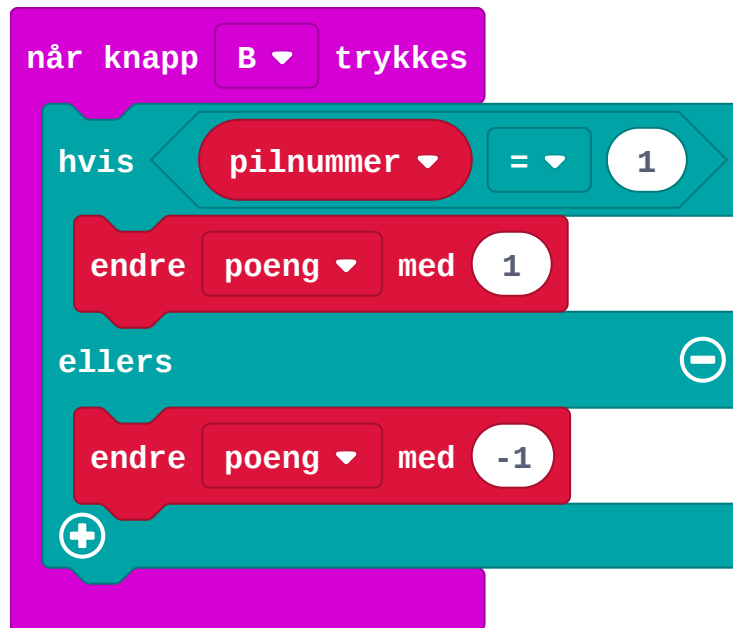 når knapp B trykkes
hvis pilnummer = 1
endre poeng med 1
ellers
endre poeng med -1